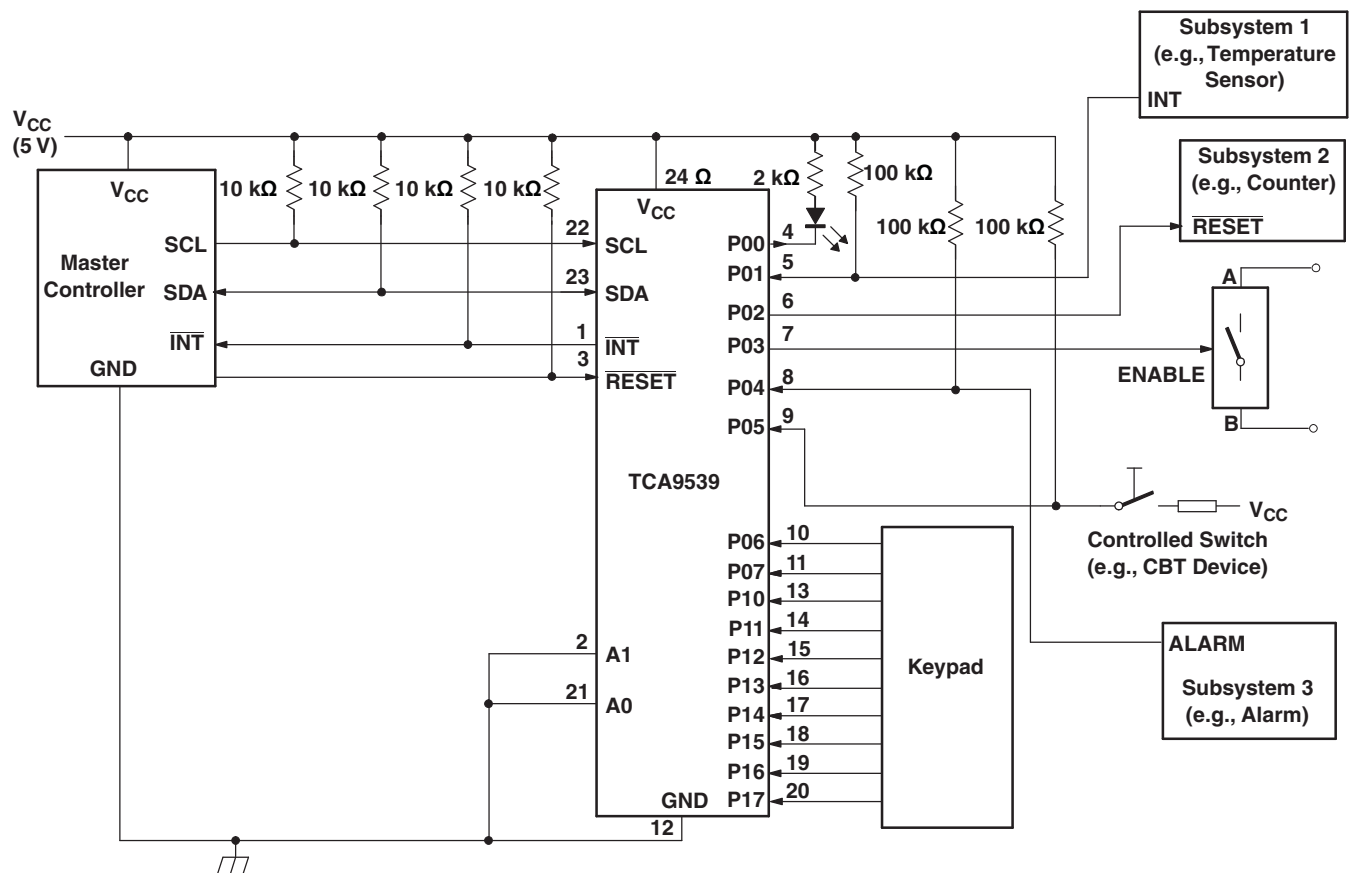 Subsystem 1
(e.g., Temperature
Sensor)
INT
VCC
(5 V)
Subsystem 2
(e.g., Counter)
RESET
VCC
10 kΩ
10 kΩ
10 kΩ
10 kΩ
24 Ω
2 kΩ
100 kΩ
100 kΩ
100 kΩ
VCC
Master
Controller
SCL
SDA
INT
GND
22
23
1
3
SCL
SDA
INT
RESET
TCA9539
P00
P01
P02
P03
P04
P05
4
5
6
7
8
9
A
ENABLE
B
VCC
Controlled Switch
(e.g., CBT Device)
P06
P07
P10
P11
P12
P13
P14
P15
P16
P17
10
11
13
14
15
16
17
18
19
20
Keypad
ALARM
Subsystem 3
(e.g., Alarm)
2
A1
21
A0
GND
12